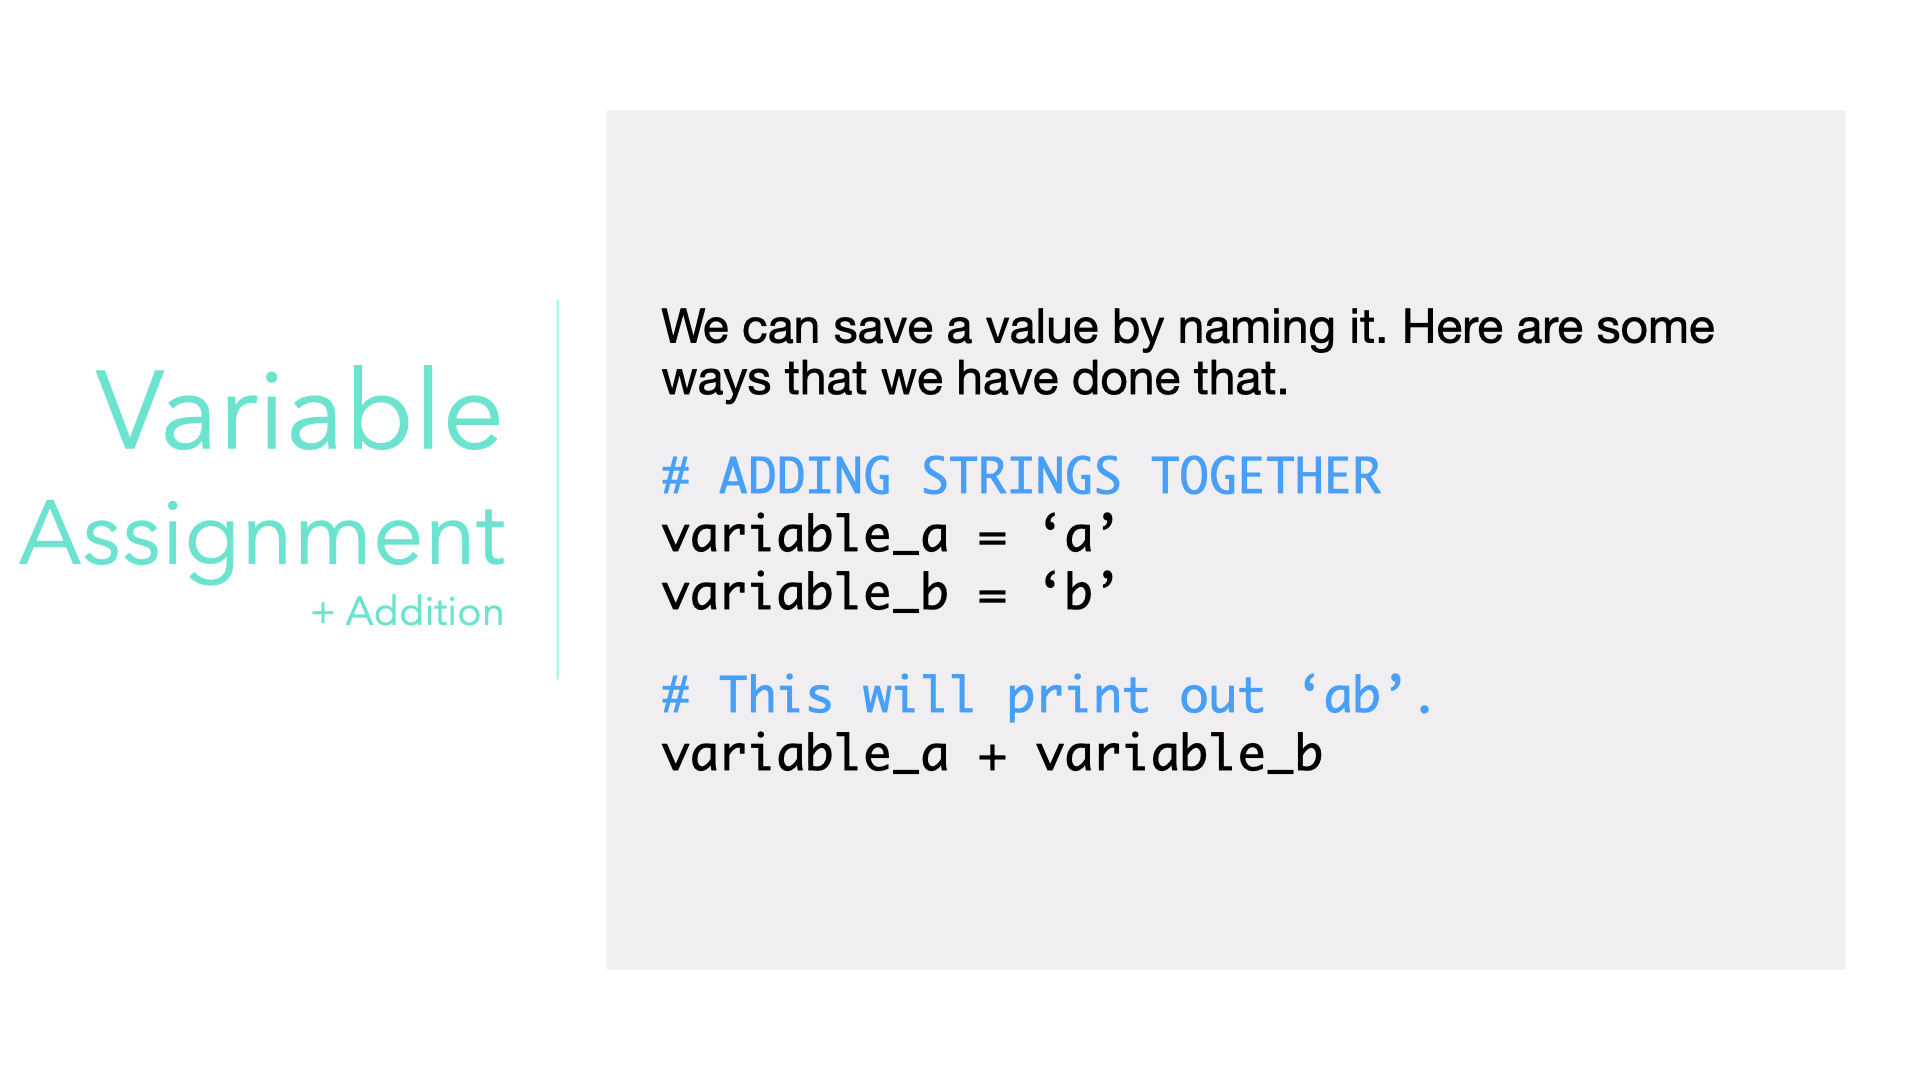 Variable
Assignment
+ Addition
We can save a value by naming it. Here are some
ways that we have done that.
# ADDING STRINGS TOGETHER
variable_a = ‘a’
variable_b = ‘b’
# This will print out ‘ab’.
variable_a + variable_b